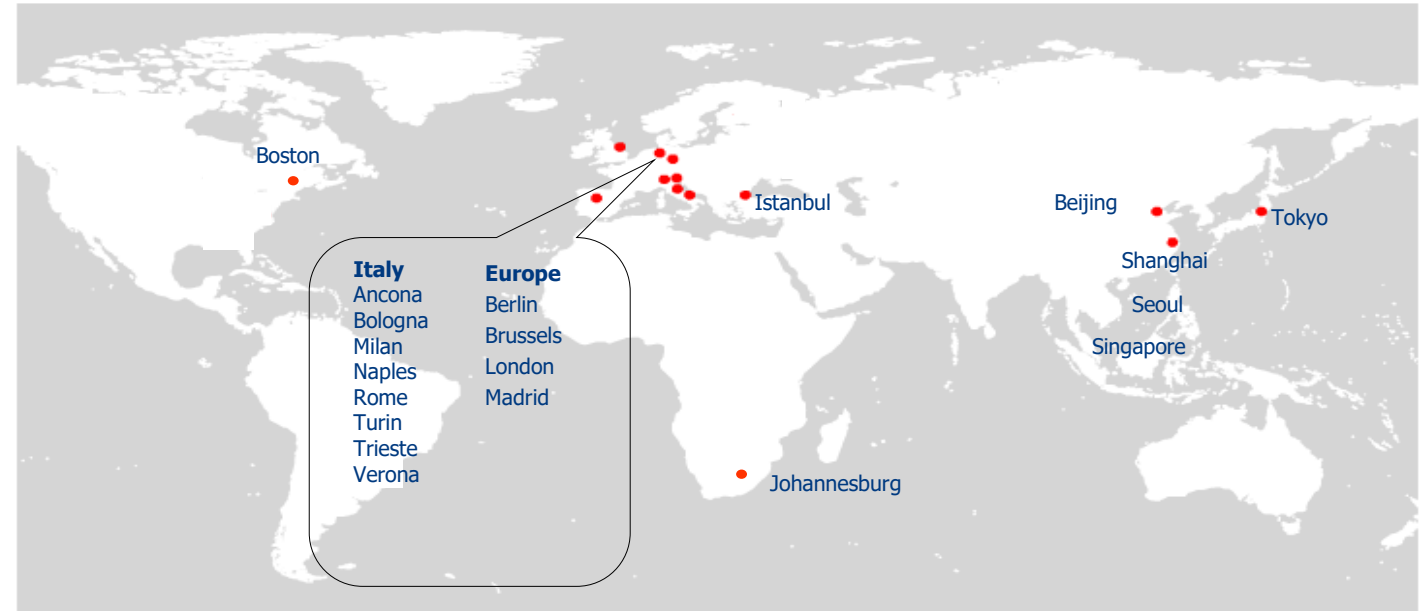 Boston
Istanbul
Beijing
Tokyo
Shanghai
Seoul
Singapore
Johannesburg
Italy
Ancona
Bologna
Milan
Naples
Rome
Turin
Trieste
Verona
Europe
Berlin
Brussels
London
Madrid